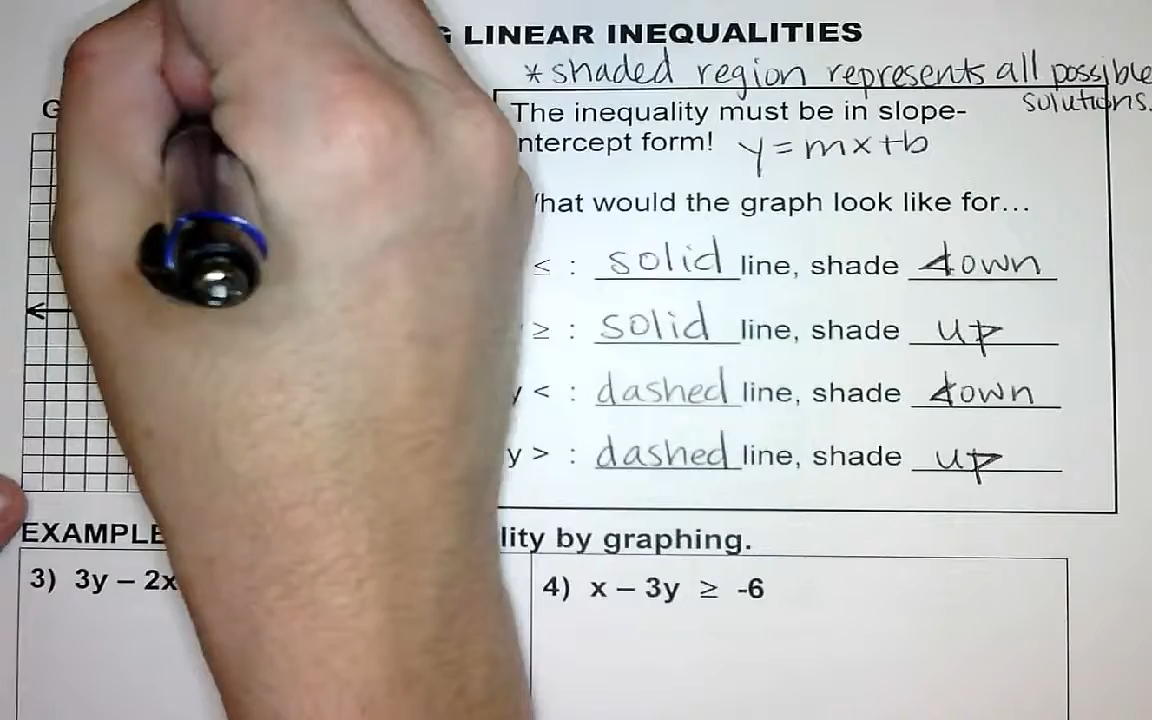 LINEAR INEQUALITIES
* shaded region represents all possible
solutions.
The inequality must be in slope-
ntercept form! y = mx+b
hat would the graph look like for...
≤ : solid line, shade down
≥ : solid line, shade up
y < : dashed line, shade down
y > : dashed line, shade up
EXAMPLE lity by graphing.
3) 3y – 2x
4) x – 3y ≥ -6